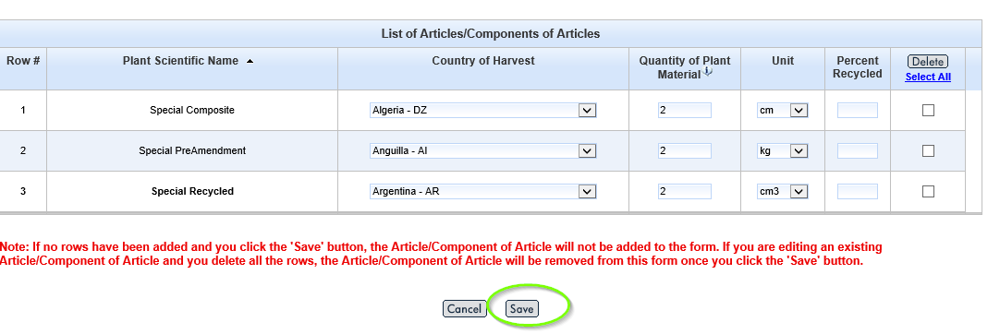 List of Articles/Components of Articles
Row # Plant Scientific Name Country of Harvest Quantity of Plant Material Unit Percent Recycled Delete Select All
1 Special Composite Algeria - DZ 2 cm
2 Special PreAmendment Anguilla - AI 2 kg
3 Special Recycled Argentina - AR 2 cm3
Note: If no rows have been added and you click the 'Save' button, the Article/Component of Article will not be added to the form. If you are editing an existing
Article/Component of Article and you delete all the rows, the Article/Component of Article will be removed from this form once you click the 'Save' button.
Cancel Save